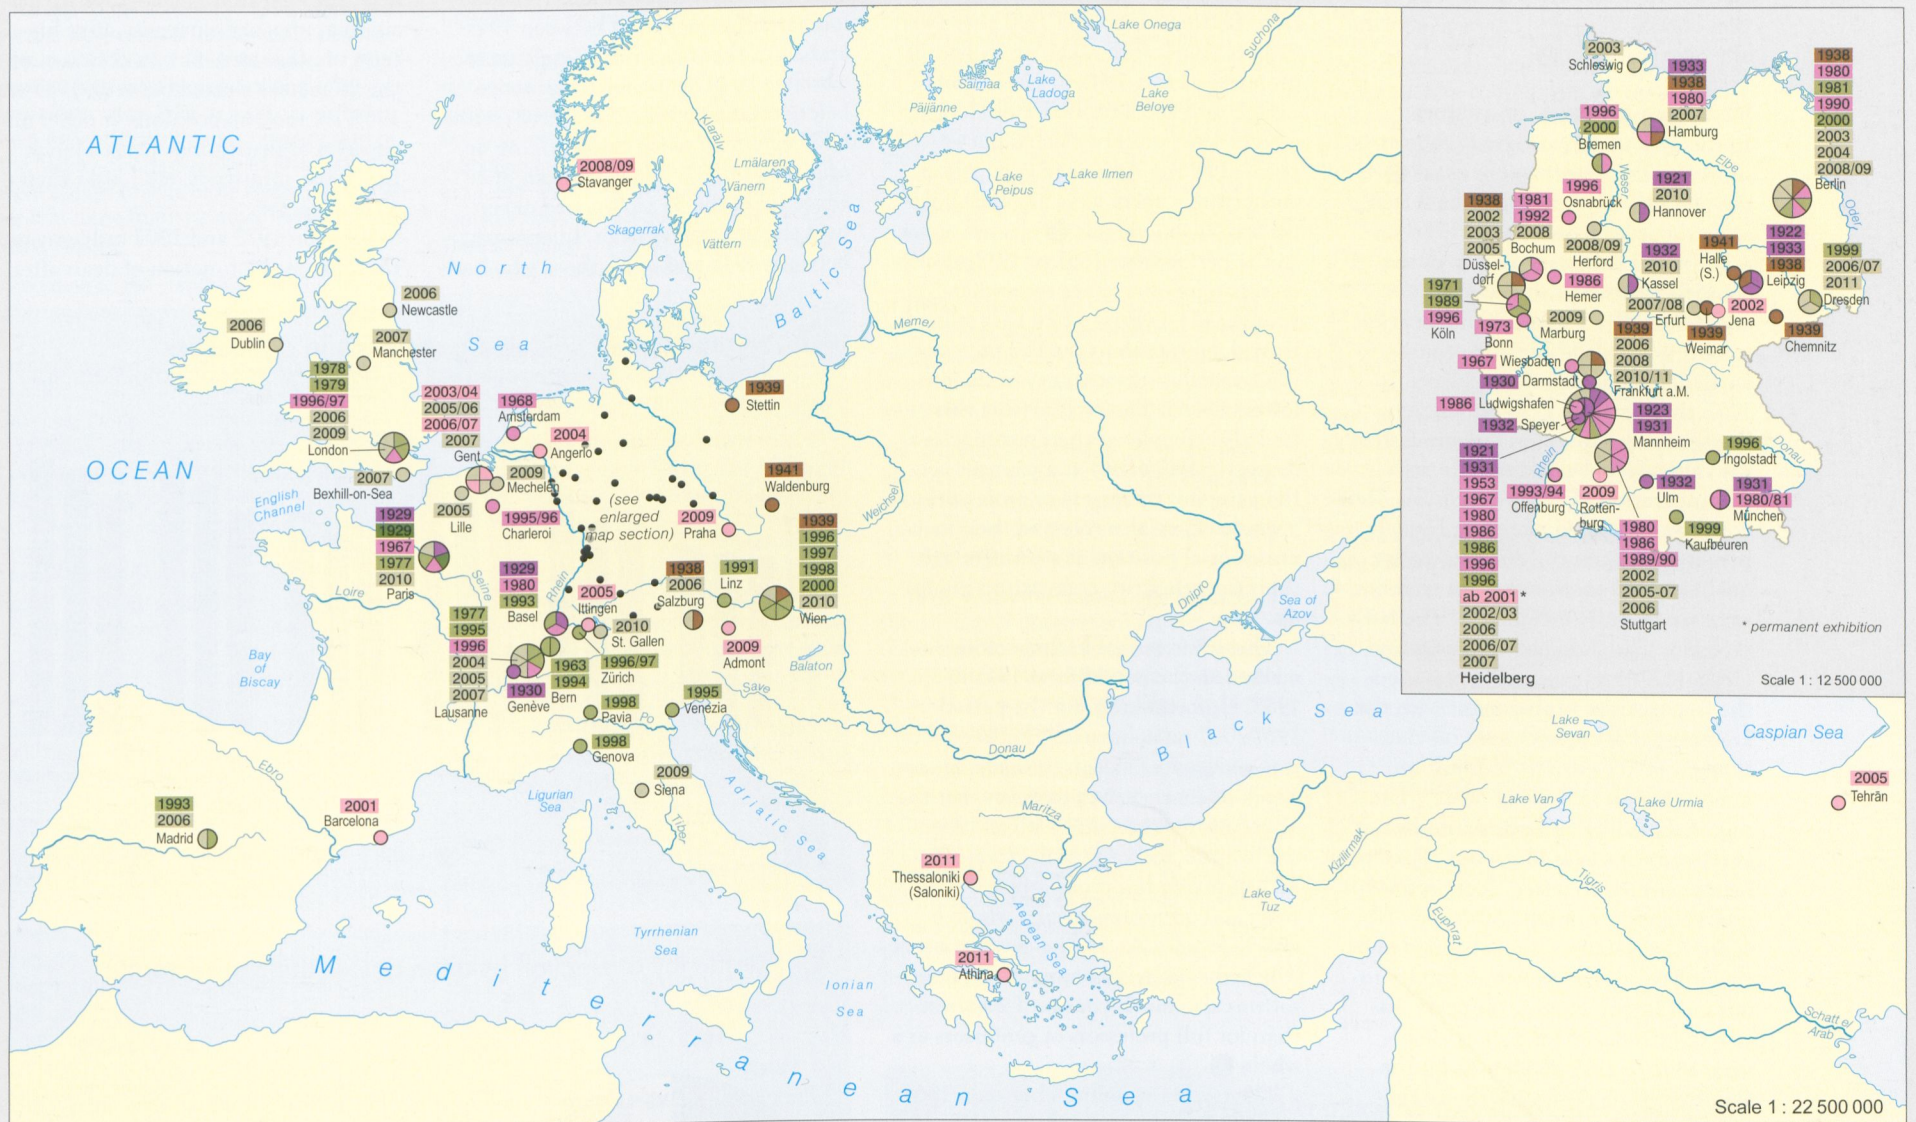 ATLANTIC
OCEAN
North
Sea
Skagerrak
Baltic Sea
Klarälv
Lmälaren
Vänern
Vättern
Päijänne
Saimaa
Lake
Ladoga
Lake Onega
Lake
Beloye
Suchona
Lake
Peipus
Lake Ilmen
2008/09
Stavanger
2006
Newcastle
2006
Dublin
2007
Manchester
1978
1979
1996/97
2006
2009
London
2007
Bexhill-on-Sea
English
Channel
2003/04
2005/06
2006/07
2007
Gent
1968
Amsterdam
2004
Angerlo
2009
Mechelen
2005
Lille
1995/96
Charleroi
1929
1929
1967
1977
2010
Paris
Seine
Loire
Rhein
1929
1980
1993
Basel
2005
Ittingen
2010
St. Gallen
1996/97
Zürich
1963
1994
Bern
1930
Genève
1977
1995
1996
2004
2005
2007
Lausanne
Bay
of
Biscay
(see
enlarged
map section)
1939
Stettin
1941
Waldenburg
2009
Praha
1938
2006
Salzburg
1991
Linz
1939
1996
1997
1998
2000
2010
Wien
2009
Admont
Balaton
Save
1998
Pavia
Po
1995
Venezia
1998
Genova
2009
Siena
Ligurian
Sea
Tiber
Adriatic Sea
Tyrrhenian
Sea
Ionian
Sea
Ebro
1993
2006
Madrid
2001
Barcelona
Mediterranean Sea
Memel
Weichsel
Dnipro
Sea of
Azov
Black Sea
Donau
Maritza
2011
Thessaloniki
(Saloniki)
2011
Athina
Aegean Sea
Kizilirmak
Lake
Tuz
Lake
Sevan
Lake Van
Lake Urmia
Caspian Sea
2005
Tehrān
Tigris
Euphrat
Schatt el
Arab
Scale 1 : 22 500 000
2003
Schleswig
1933
1938
1980
2007
Hamburg
1996
2000
Bremen
Weser
Elbe
Oder
1938
1980
1981
1990
2000
2003
2004
2008/09
Berlin
1921
2010
Hannover
1996
Osnabrück
2008/09
Herford
1938
2002
2003
2005
Düssel-
dorf
1981
1992
2008
Bochum
1986
Hemer
1932
2010
Kassel
1941
Halle
(S.)
1922
1933
1938
Leipzig
1999
2006/07
2011
Dresden
1971
1989
1996
Köln
1973
Bonn
2009
Marburg
2007/08
Erfurt
1939
Weimar
2002
Jena
1939
Chemnitz
1939
2006
2008
2010/11
Frankfurt a.M.
1967
Wiesbaden
1930
Darmstadt
1986
Ludwigshafen
1932
Speyer
1923
1931
Mannheim
1921
1931
1953
1967
1980
1986
1986
1996
1996
ab 2001 *
2002/03
2006
2006/07
2007
Heidelberg
Rhein
1993/94
Offenburg
2009
Rotten-
burg
1980
1986
1989/90
2002
2005-07
2006
Stuttgart
1932
Ulm
1996
Ingolstadt
Donau
1931
1980/81
München
1999
Kaufbeuren
* permanent exhibition
Scale 1 : 12 500 000